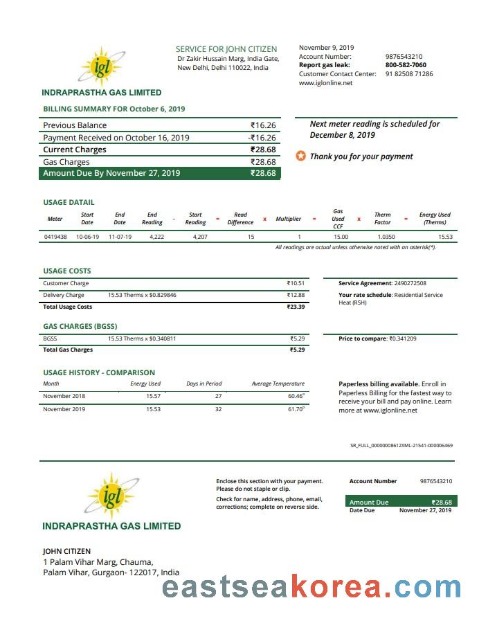 SERVICE FOR JOHN CITIZEN
Dr Zakir Hussain Marg, India Gate,
New Delhi, Delhi 110022, India
November 9, 2019
Account Number: 9876543210
Report gas leak: 800-582-7060
Customer Contact Center: 91 82508 71286
www.iglonline.net
igl
INDRAPRASTHA GAS LIMITED
BILLING SUMMARY FOR October 6, 2019
Previous Balance ₹16.26
Payment Received on October 16, 2019 -₹16.26
Current Charges ₹28.68
Gas Charges ₹28.68
Amount Due By November 27, 2019 ₹28.68
Next meter reading is scheduled for
December 8, 2019
Thank you for your payment
USAGE DATAIL
Meter Start Date End Date End Reading - Start Reading = Read Difference x Multiplier = Gas Used CCF x Therm Factor = Energy Used (Therms)
0419438 10-06-19 11-07-19 4,222 4,207 15 1 15.00 1.0350 15.53
All readings are actual unless otherwise noted with an asterisk(*).
USAGE COSTS
Customer Charge ₹10.51
Delivery Charge 15.53 Therms x $0.829846 ₹12.88
Total Usage Costs ₹23.39
Service Agreement: 2490272508
Your rate schedule: Residential Service
Heat (RSH)
GAS CHARGES (BGSS)
BGSS 15.53 Therms x $0.340811 ₹5.29
Total Gas Charges ₹5.29
Price to compare: ₹0.341209
USAGE HISTORY - COMPARISON
Month Energy Used Days in Period Average Temperature
November 2018 15.57 27 60.46°
November 2019 15.53 32 61.70°
Paperless billing available. Enroll in
Paperless Billing for the fastest way to
receive your bill and pay online. Learn
more at www.iglonline.net
igl
INDRAPRASTHA GAS LIMITED
Enclose this section with your payment.
Please do not staple or clip.
Check for name, address, phone, email,
corrections; complete on reverse side.
Account Number 9876543210
Amount Due ₹28.68
Date Due November 27, 2019
JOHN CITIZEN
1 Palam Vihar Marg, Chauma,
Palam Vihar, Gurgaon- 122017, India
eastseakorea.com